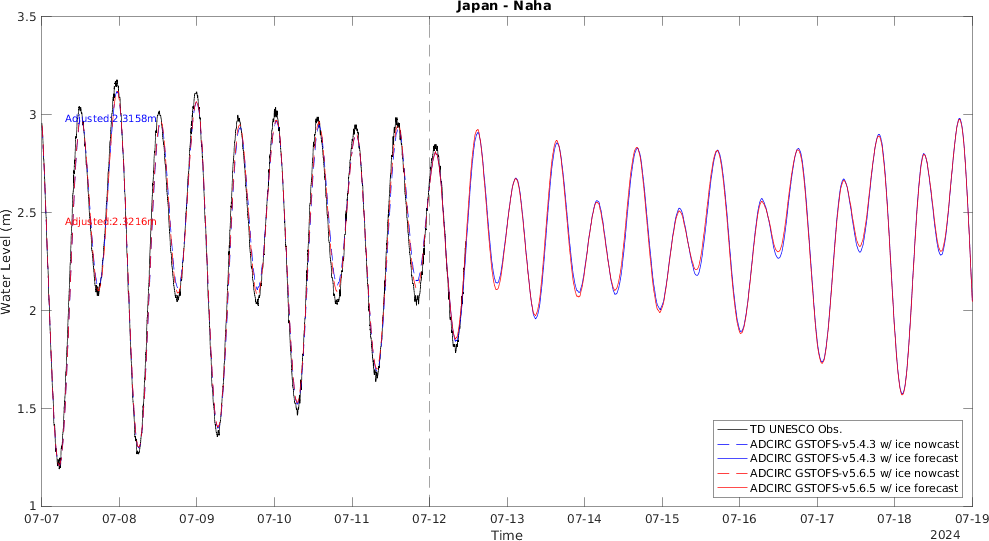 Japan - Naha
3.5
3
2.5
2
1.5
1
Water Level (m)
Adjusted:2.3158m
Adjusted:2.3216m
TD UNESCO Obs.
ADCIRC GSTOFS-v5.4.3 w/ ice nowcast
ADCIRC GSTOFS-v5.4.3 w/ ice forecast
ADCIRC GSTOFS-v5.6.5 w/ ice nowcast
ADCIRC GSTOFS-v5.6.5 w/ ice forecast
07-07 07-08 07-09 07-10 07-11 07-12 07-13 07-14 07-15 07-16 07-17 07-18 07-19
Time
2024